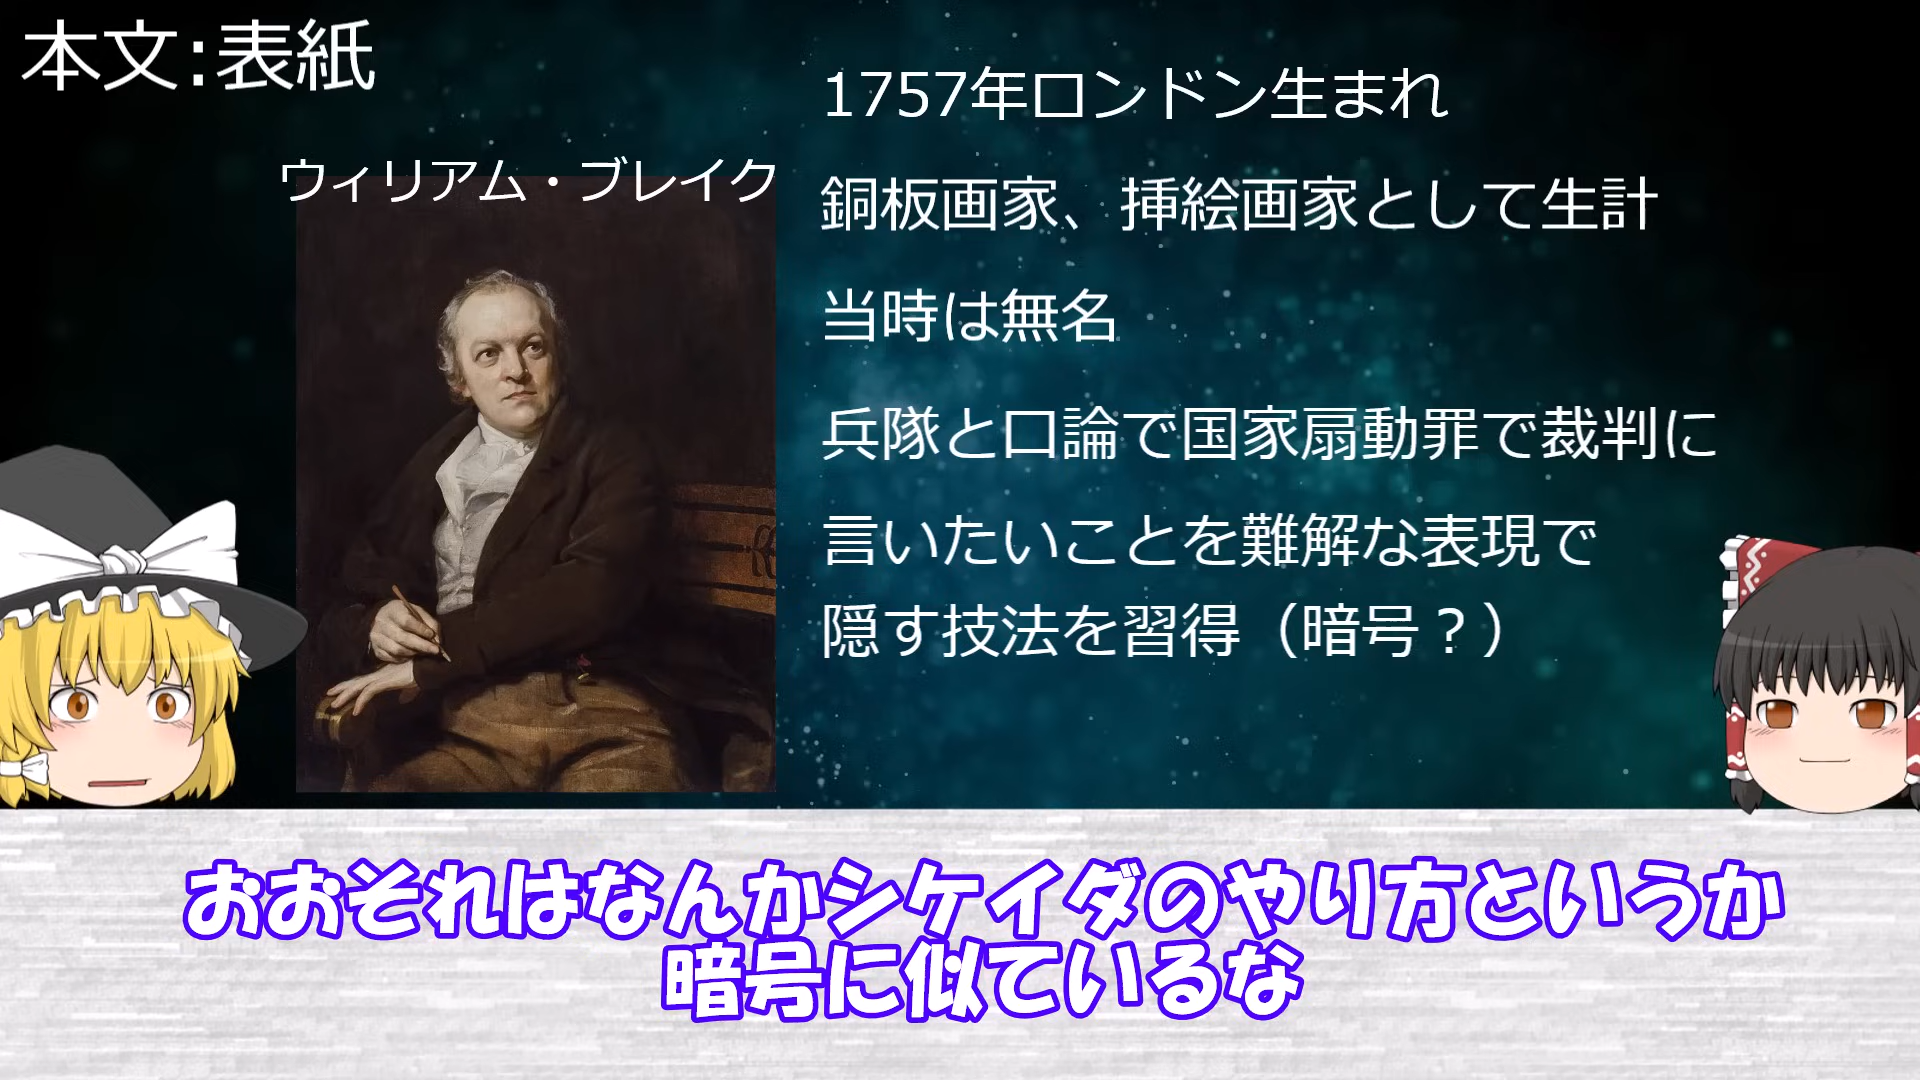 本文:表紙
ウィリアム・ブレイク
1757年ロンドン生まれ
銅板画家、挿絵画家として生計
当時は無名
兵隊と口論で国家扇動罪で裁判に
言いたいことを難解な表現で
隠す技法を習得（暗号？）
おおそれはなんかシケイダのやり方というか
暗号に似ているな